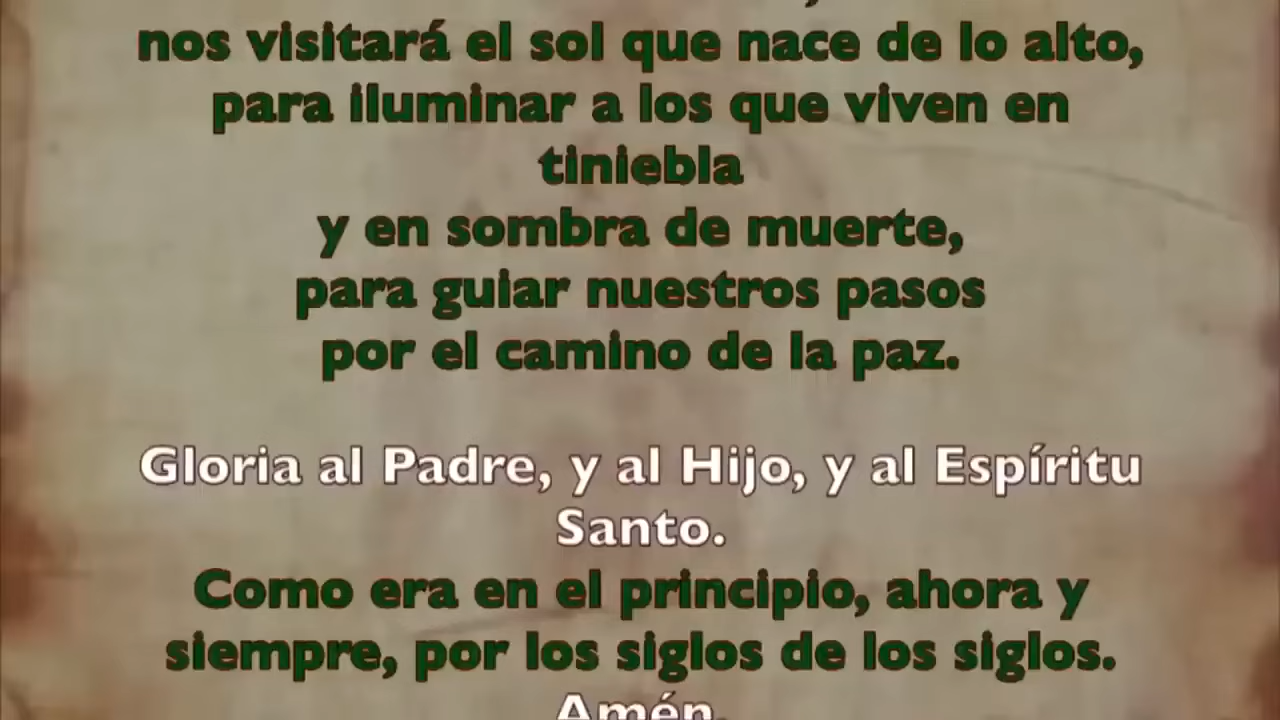 nos visitará el sol que nace de lo alto,
para iluminar a los que viven en
tiniebla
y en sombra de muerte,
para guiar nuestros pasos
por el camino de la paz.
Gloria al Padre, y al Hijo, y al Espíritu
Santo.
Como era en el principio, ahora y
siempre, por los siglos de los siglos.
Amén.